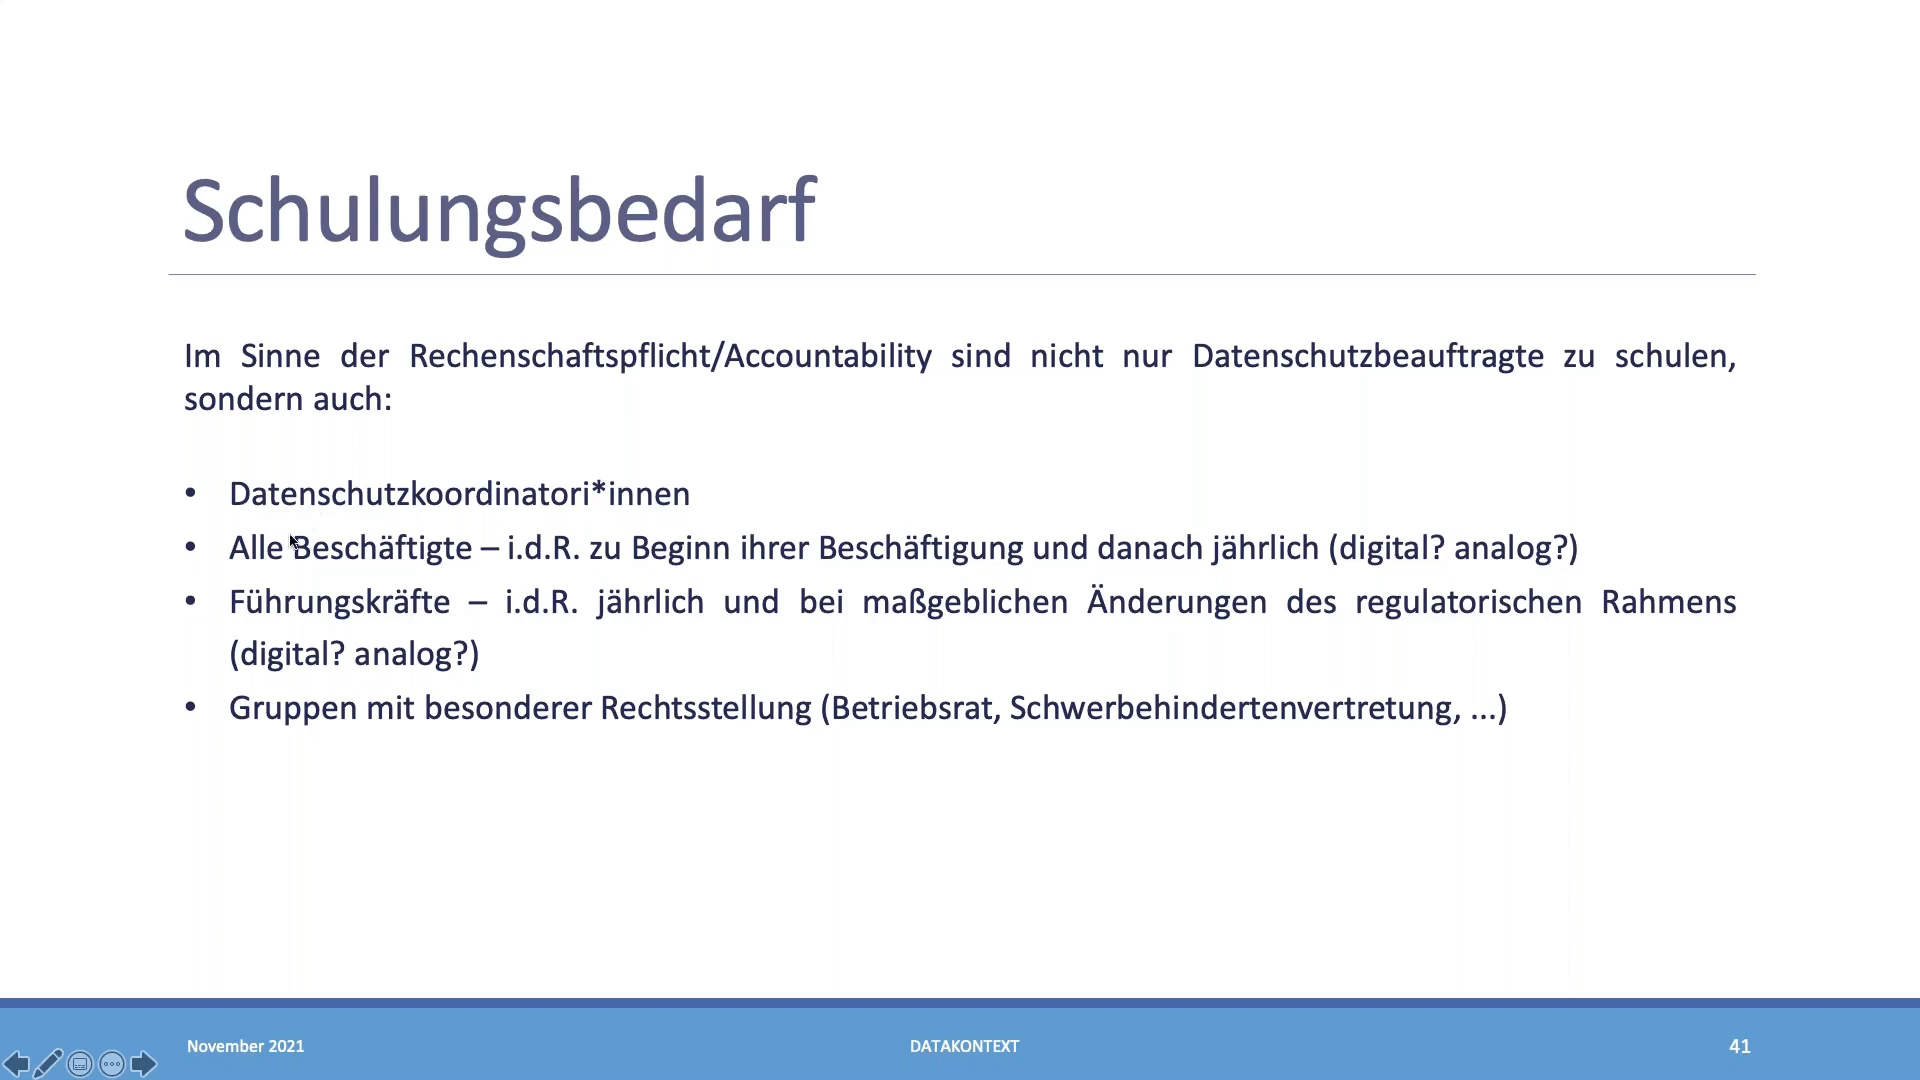 Schulungsbedarf
Im Sinne der Rechenschaftspflicht/Accountability sind nicht nur Datenschutzbeauftragte zu schulen,
sondern auch:
• Datenschutzkoordinatori*innen
• Alle Beschäftigte – i.d.R. zu Beginn ihrer Beschäftigung und danach jährlich (digital? analog?)
• Führungskräfte – i.d.R. jährlich und bei maßgeblichen Änderungen des regulatorischen Rahmens
(digital? analog?)
• Gruppen mit besonderer Rechtsstellung (Betriebsrat, Schwerbehindertenvertretung, ...)
November 2021
DATAKONTEXT
41